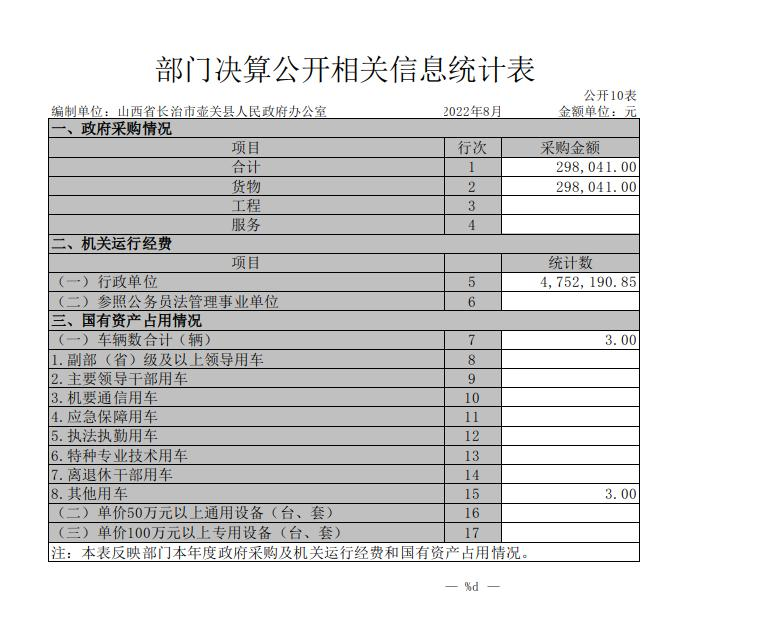 部门决算公开相关信息统计表
公开10表
编制单位：山西省长治市壶关县人民政府办公室 2022年8月 金额单位：元
一、政府采购情况
项目 行次 采购金额
合计 1 298,041.00
货物 2 298,041.00
工程 3
服务 4
二、机关运行经费
项目 统计数
（一）行政单位 5 4,752,190.85
（二）参照公务员法管理事业单位 6
三、国有资产占用情况
（一）车辆数合计（辆） 7 3.00
1.副部（省）级及以上领导用车 8
2.主要领导干部用车 9
3.机要通信用车 10
4.应急保障用车 11
5.执法执勤用车 12
6.特种专业技术用车 13
7.离退休干部用车 14
8.其他用车 15 3.00
（二）单价50万元以上通用设备（台、套） 16
（三）单价100万元以上专用设备（台、套） 17
注：本表反映部门本年度政府采购及机关运行经费和国有资产占用情况。
— %d —